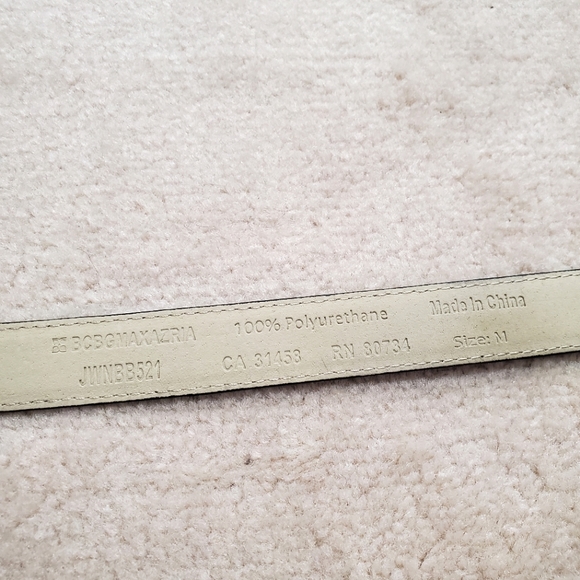 BCBGMAXAZRIA 100% Polyurethane Made In China
JWNBB521 CA 31453 RN 30734 Size: M